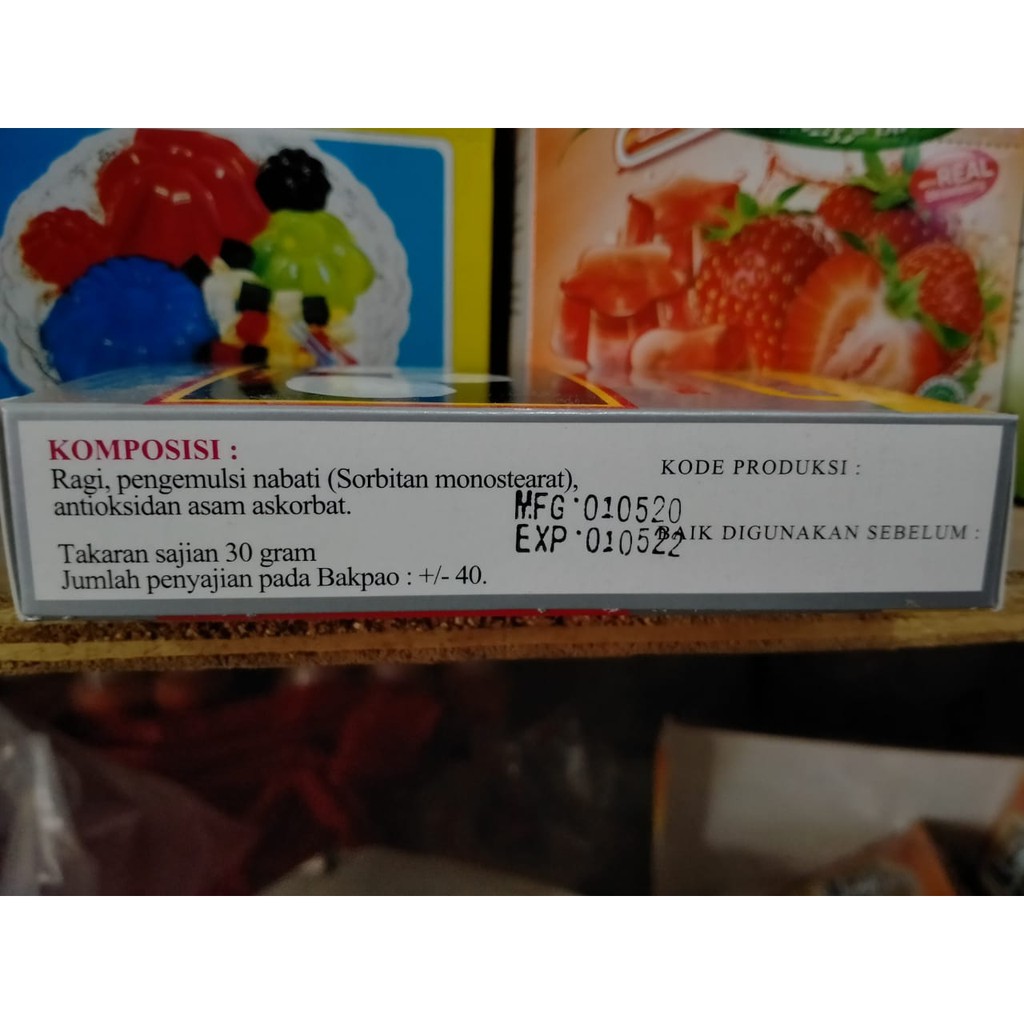 REAL
KOMPOSISI :
Ragi, pengemulsi nabati (Sorbitan monostearat),
antioksidan asam askorbat.
Takaran sajian 30 gram
Jumlah penyajian pada Bakpao : +/- 40.
KODE PRODUKSI :
MFG 010520
EXP 010522
BAIK DIGUNAKAN SEBELUM :